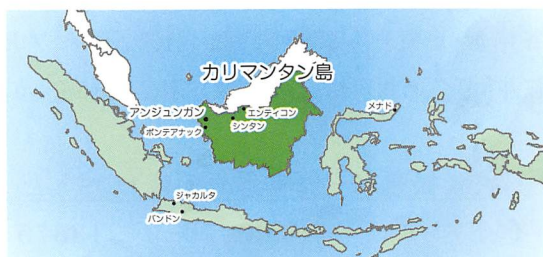 カリマンタン島
アンジュンガン
エンティコン
メナド
シンタン
ポンテアナック
ジャカルタ
バンドン